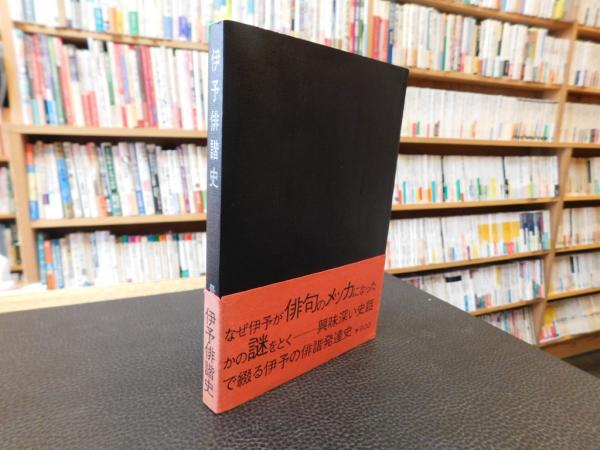 伊予俳諧史
伊予俳諧史
なぜ伊予が俳句のメッカになった
かの謎をとく――興味深い史話
で綴る伊予の俳諧発達史